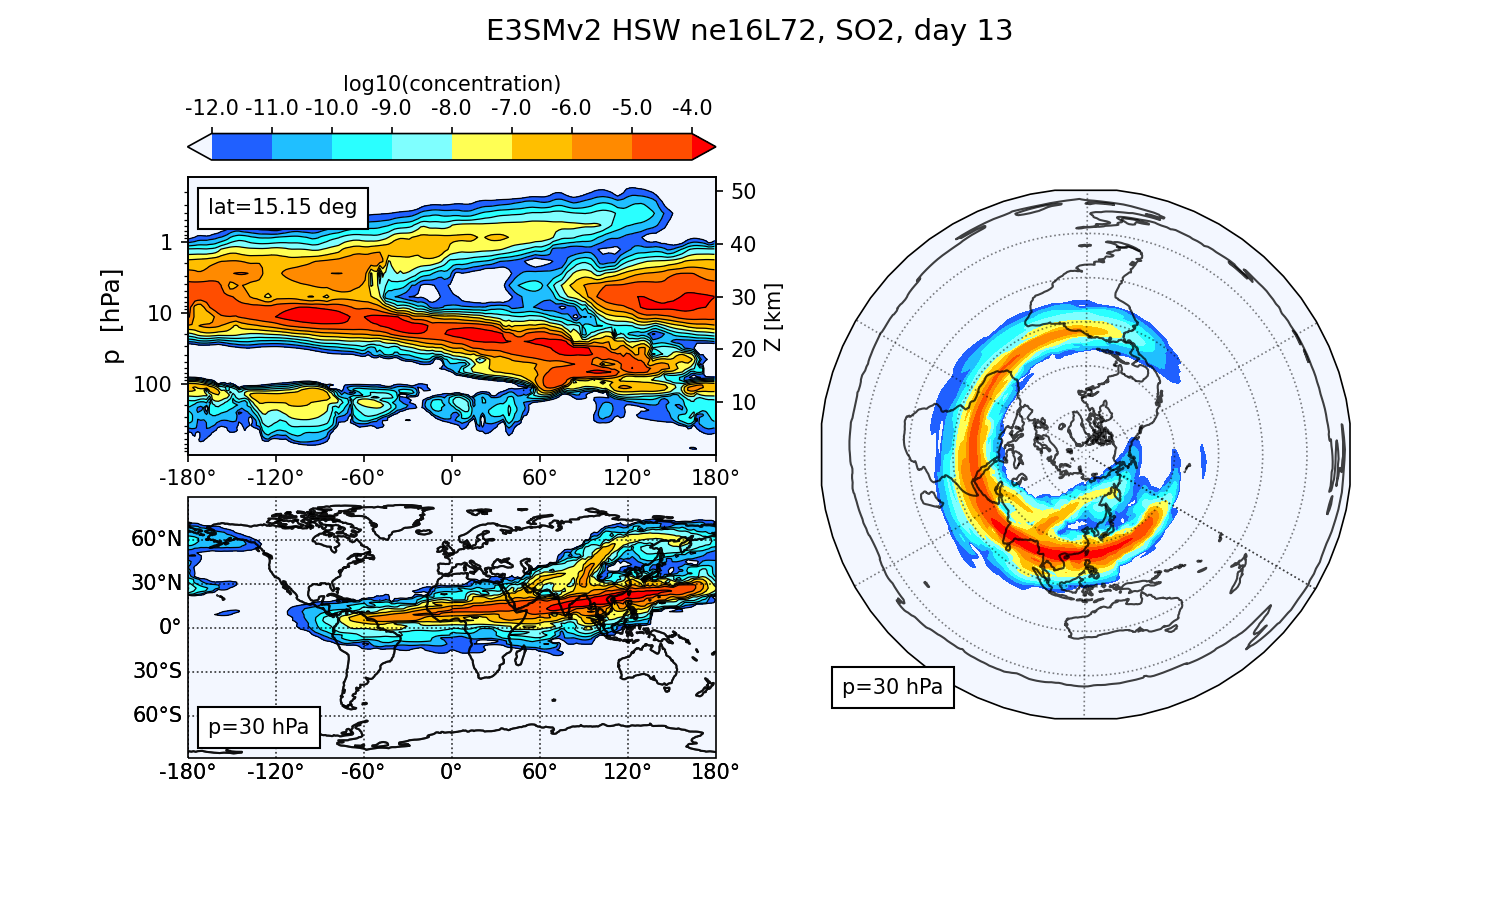 E3SMv2 HSW ne16L72, SO2, day 13
log10(concentration)
-12.0 -11.0 -10.0 -9.0 -8.0 -7.0 -6.0 -5.0 -4.0
lat=15.15 deg
p [hPa]
1
10
100
50
40
30
20
10
Z [km]
-180° -120° -60° 0° 60° 120° 180°
60°N
30°N
0°
30°S
60°S
p=30 hPa
-180° -120° -60° 0° 60° 120° 180°
p=30 hPa